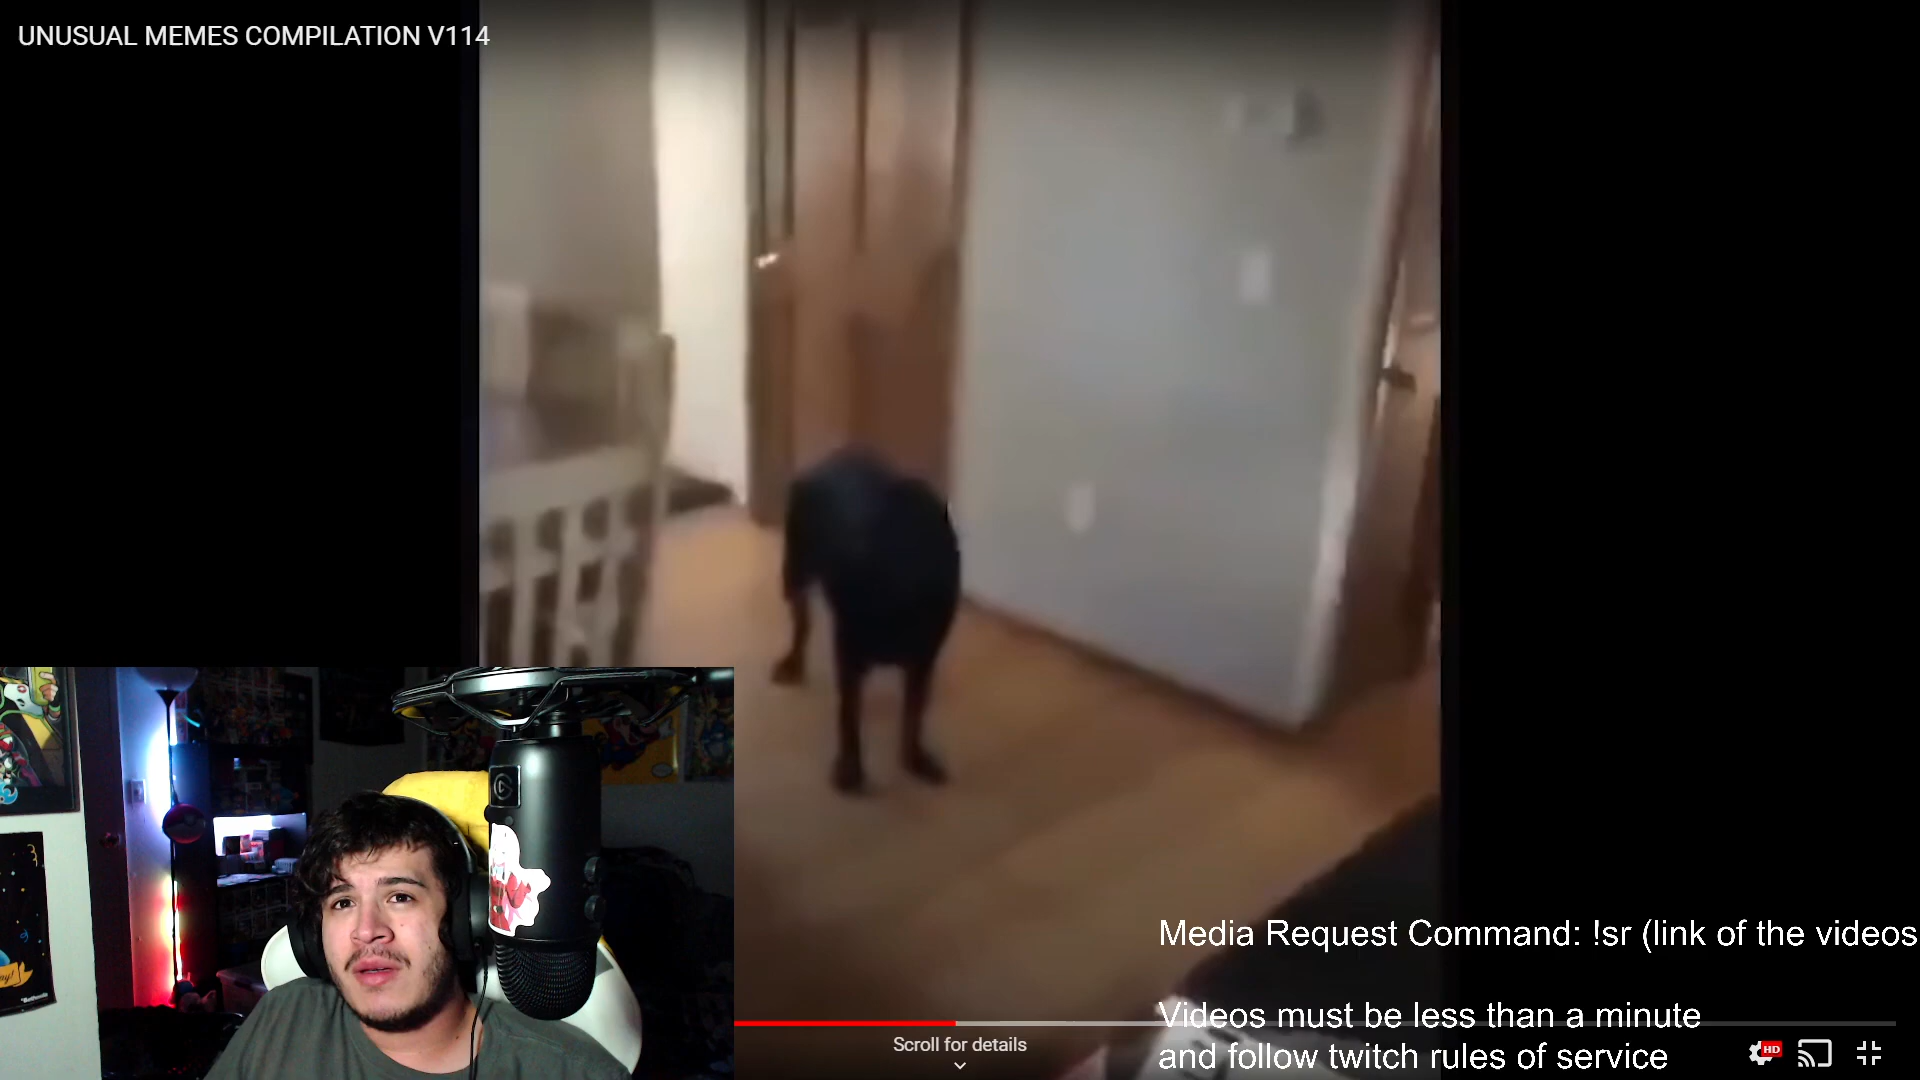 UNUSUAL MEMES COMPILATION V114
Media Request Command: !sr (link of the videos
Videos must be less than a minute
Scroll for details
and follow twitch rules of service
HD